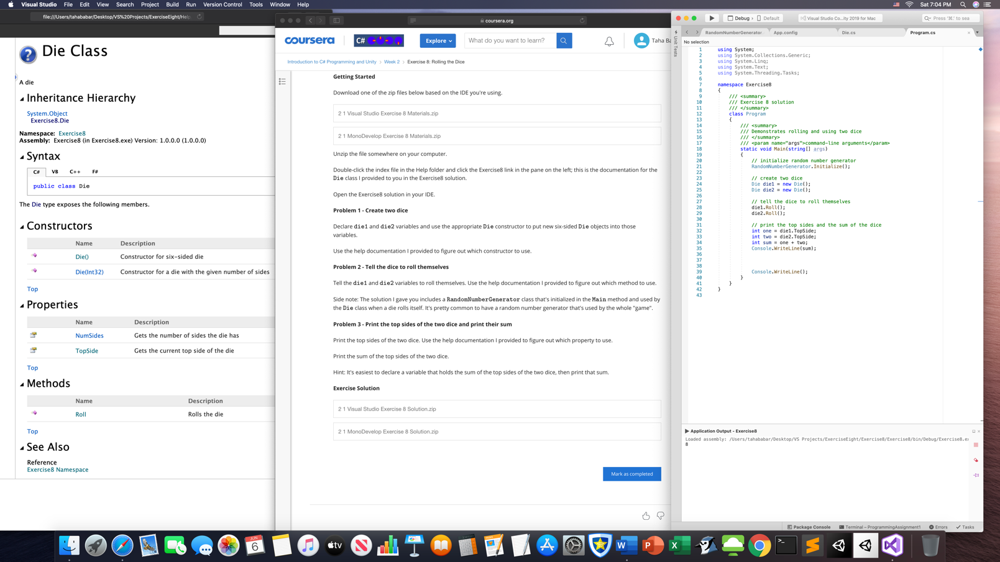 Visual Studio File Edit View Search Project Build Run Version Control Tools Window Help
Sat 7:04 PM
file:///Users/tahababar/Desktop/VS%20Projects/ExerciseEight/Help
Die Class
A die
Inheritance Hierarchy
System.Object
Exercise8.Die
Namespace: Exercise8
Assembly: Exercise8 (in Exercise8.exe) Version: 1.0.0.0 (1.0.0.0)
Syntax
C# VB C++ F#
public class Die
The Die type exposes the following members.
Constructors
Name Description
Die() Constructor for six-sided die
Die(Int32) Constructor for a die with the given number of sides
Top
Properties
Name Description
NumSides Gets the number of sides the die has
TopSide Gets the current top side of the die
Top
Methods
Name Description
Roll Rolls the die
Top
See Also
Reference
Exercise8 Namespace
coursera.org
coursera
C#
Explore
What do you want to learn?
Taha Ba
Introduction to C# Programming and Unity > Week 2 > Exercise 8: Rolling the Dice
Getting Started
Download one of the zip files below based on the IDE you're using.
2 1 Visual Studio Exercise 8 Materials.zip
2 1 MonoDevelop Exercise 8 Materials.zip
Unzip the file somewhere on your computer.
Double-click the index file in the Help folder and click the Exercise8 link in the pane on the left; this is the documentation for the
Die class I provided to you in the Exercise8 solution.
Open the Exercise8 solution in your IDE.
Problem 1 - Create two dice
Declare die1 and die2 variables and use the appropriate Die constructor to put new six-sided Die objects into those
variables.
Use the help documentation I provided to figure out which constructor to use.
Problem 2 - Tell the dice to roll themselves
Tell the die1 and die2 variables to roll themselves. Use the help documentation I provided to figure out which method to use.
Side note: The solution I gave you includes a RandomNumberGenerator class that's initialized in the Main method and used by
the Die class when a die rolls itself. It's pretty common to have a random number generator that's used by the whole "game".
Problem 3 - Print the top sides of the two dice and print their sum
Print the top sides of the two dice. Use the help documentation I provided to figure out which property to use.
Print the sum of the top sides of the two dice.
Hint: It's easiest to declare a variable that holds the sum of the top sides of the two dice, then print that sum.
Exercise Solution
2 1 Visual Studio Exercise 8 Solution.zip
2 1 MonoDevelop Exercise 8 Solution.zip
Mark as completed
Debug > Default
Visual Studio Co...ity 2019 for Mac
Press '⌘.' to sea
RandomNumberGenerator. App.config Die.cs Program.cs
No selection
Unit Tests
1 using System;
2 using System.Collections.Generic;
3 using System.Linq;
4 using System.Text;
5 using System.Threading.Tasks;
6
7 namespace Exercise8
8 {
9 /// <summary>
10 /// Exercise 8 solution
11 /// </summary>
12 class Program
13 {
14 /// <summary>
15 /// Demonstrates rolling and using two dice
16 /// </summary>
17 /// <param name="args">command-line arguments</param>
18 static void Main(string[] args)
19 {
20 // initialize random number generator
21 RandomNumberGenerator.Initialize();
22
23 // create two dice
24 Die die1 = new Die();
25 Die die2 = new Die();
26
27 // tell the dice to roll themselves
28 die1.Roll();
29 die2.Roll();
30
31 // print the top sides and the sum of the dice
32 int one = die1.TopSide;
33 int two = die2.TopSide;
34 int sum = one + two;
35 Console.WriteLine(sum);
36
37
38
39 Console.WriteLine();
40 }
41 }
42 }
43
Application Output - Exercise8
Loaded assembly: /Users/tahababar/Desktop/VS Projects/ExerciseEight/Exercise8/Exercise8/bin/Debug/Exercise8.ex
8
Package Console Terminal – ProgrammingAssignment1 Errors Tasks
JUN
6
tv